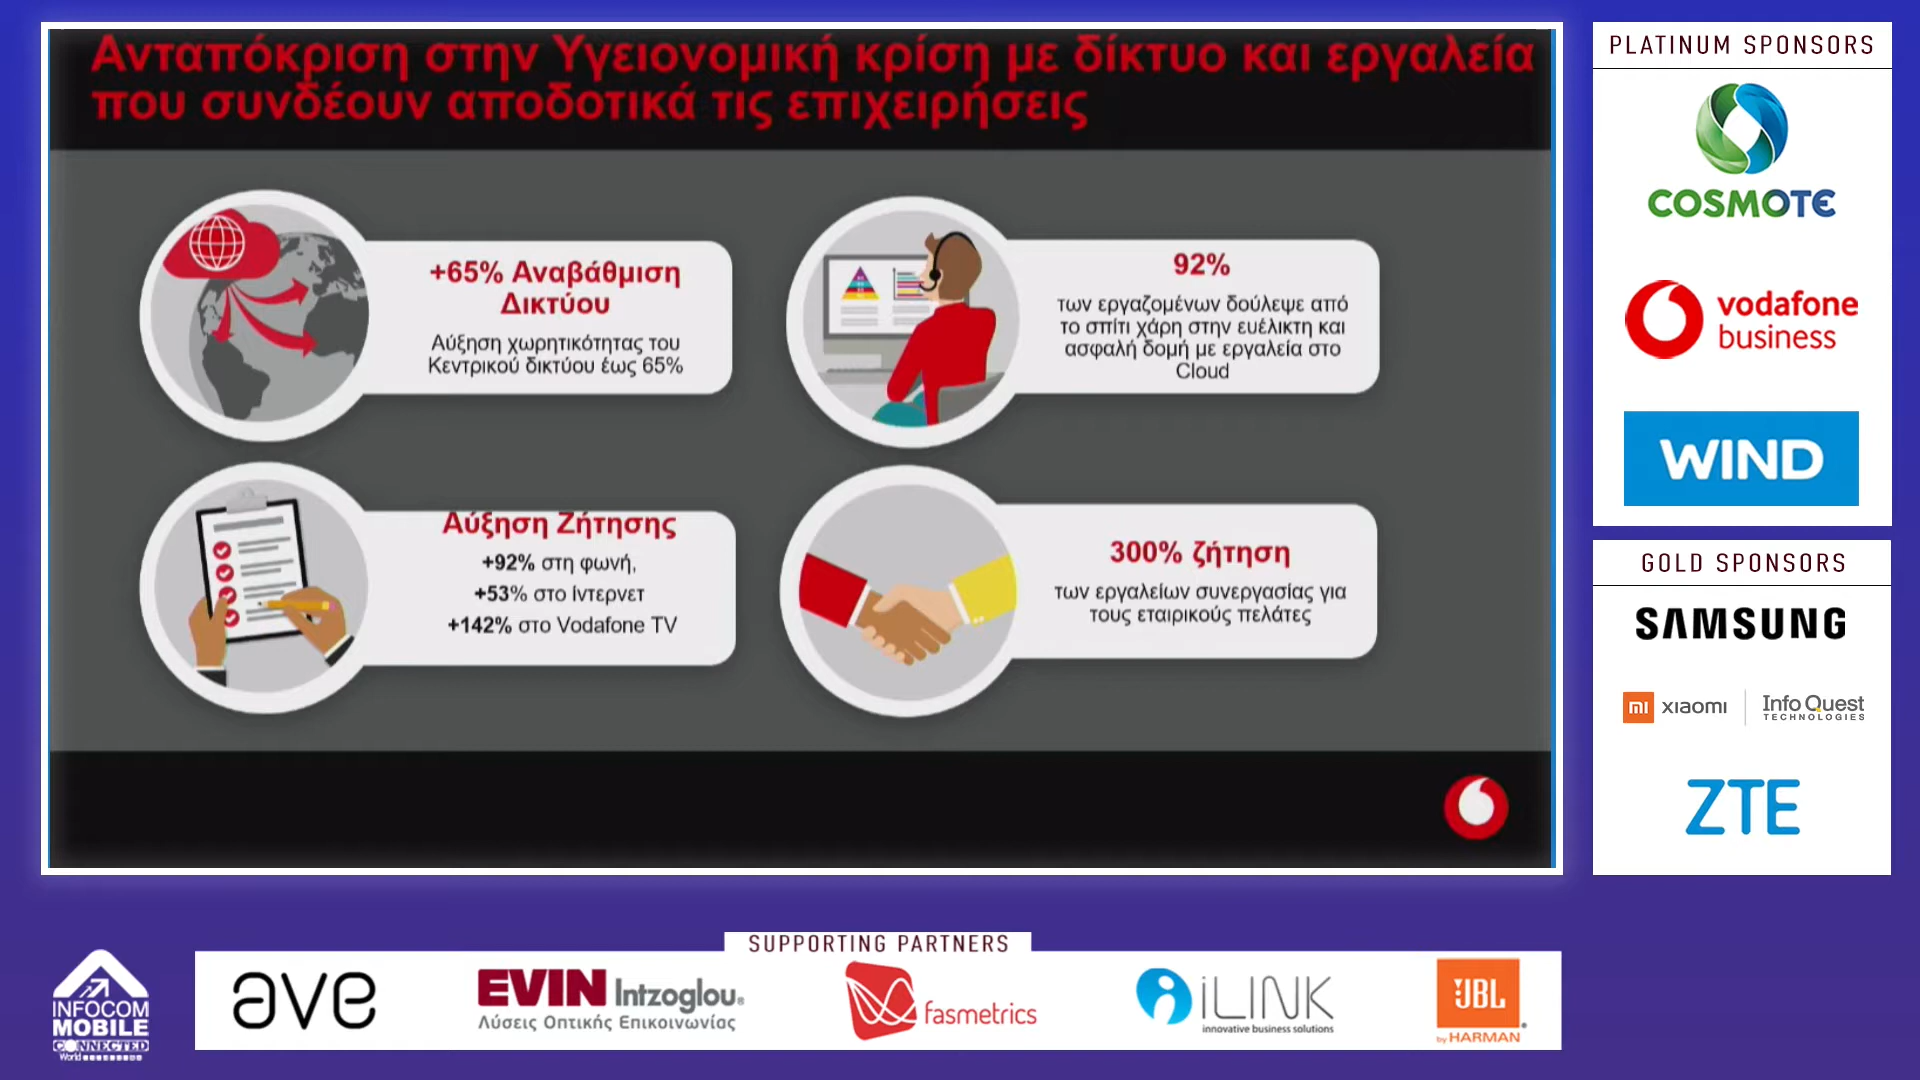 Ανταπόκριση στην Υγειονομική κρίση με δίκτυο και εργαλεία
που συνδέουν αποδοτικά τις επιχειρήσεις
+65% Αναβάθμιση
Δικτύου
Αύξηση χωρητικότητας του
Κεντρικού δικτύου έως 65%
92%
των εργαζομένων δούλεψε από
το σπίτι χάρη στην ευέλικτη και
ασφαλή δομή με εργαλεία στο
Cloud
Αύξηση Ζήτησης
+92% στη φωνή,
+53% στο ίντερνετ
+142% στο Vodafone TV
300% ζήτηση
των εργαλείων συνεργασίας για
τους εταιρικούς πελάτες
PLATINUM SPONSORS
COSMOTE
vodafone
business
WIND
GOLD SPONSORS
SAMSUNG
mi xiaomi
Info Quest
TECHNOLOGIES
ZTE
SUPPORTING PARTNERS
INFOCOM
MOBILE
CONNECTED
World
ave
EVIN Intzoglou®
Λύσεις Οπτικής Επικοινωνίας
fasmetrics
iLINK
innovative business solutions
JBL
by HARMAN